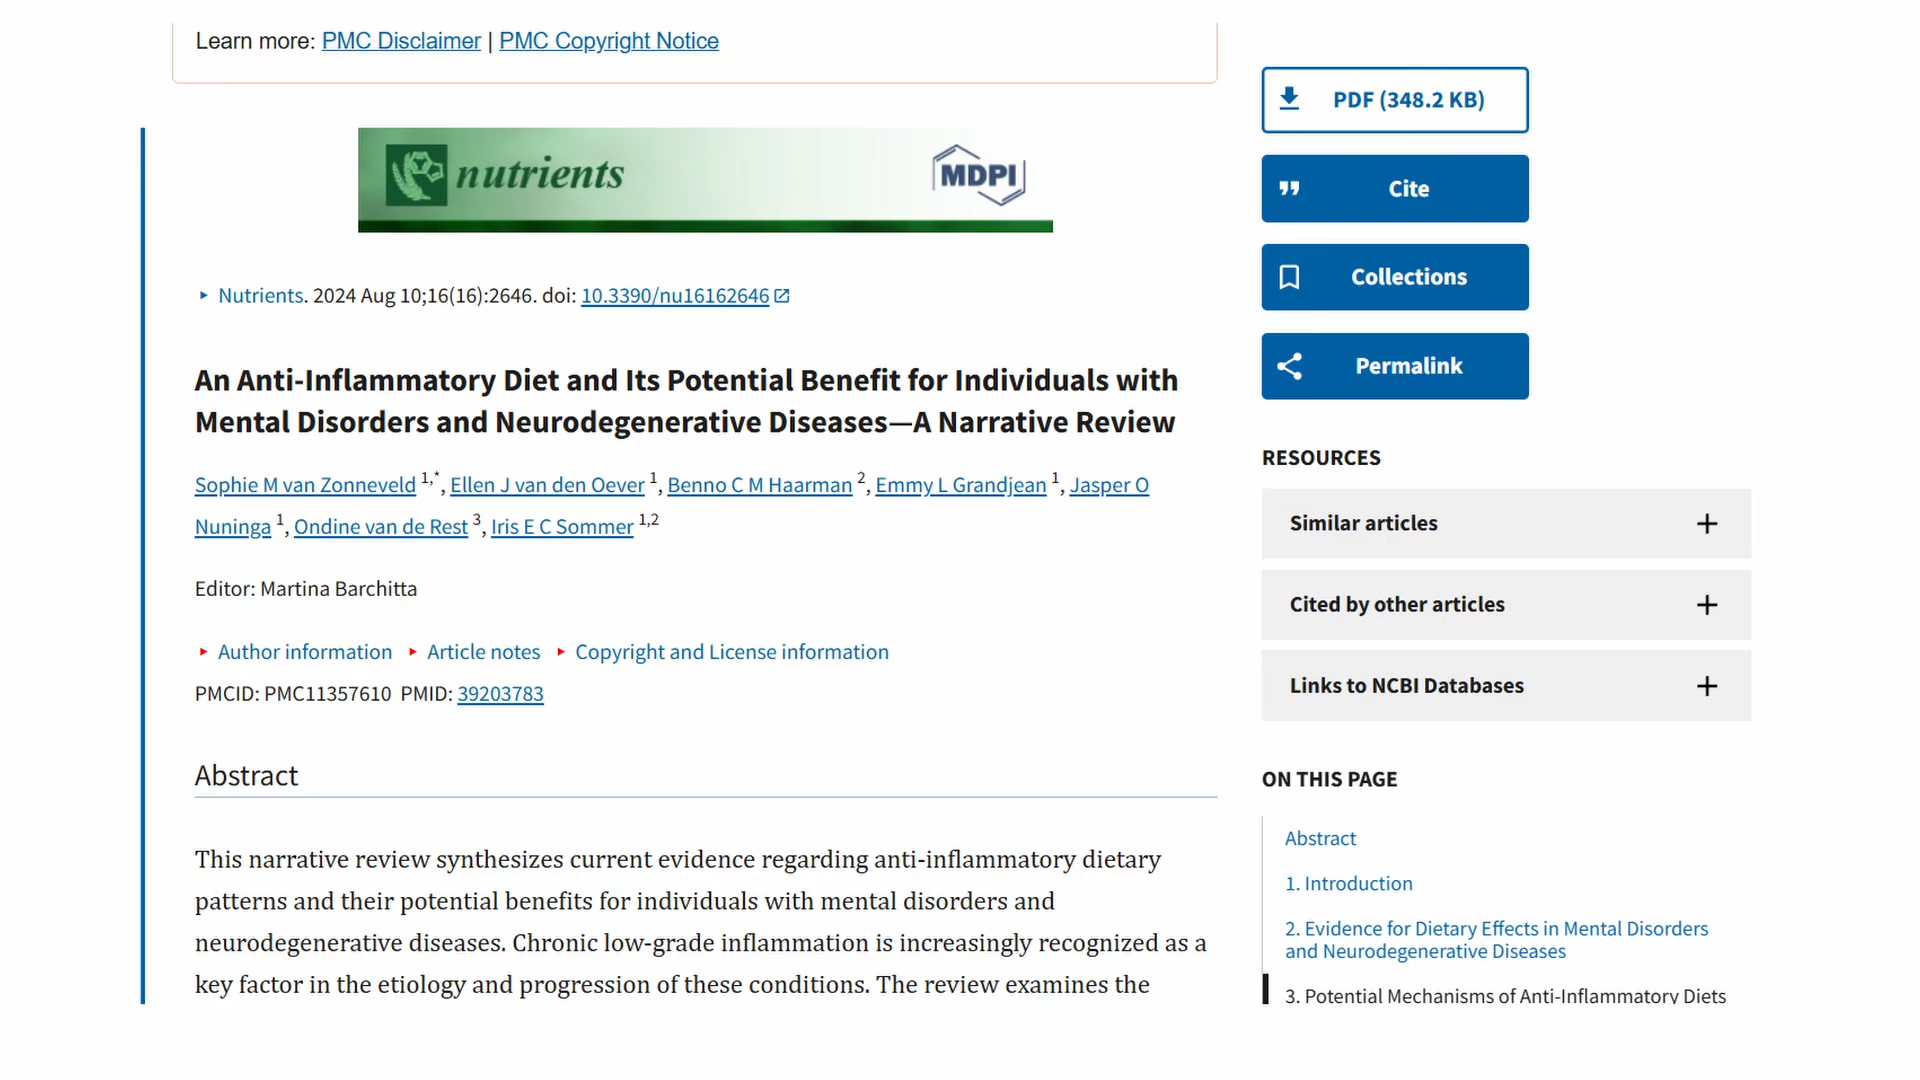 Learn more: PMC Disclaimer | PMC Copyright Notice
nutrients
MDPI
Nutrients. 2024 Aug 10;16(16):2646. doi: 10.3390/nu16162646
An Anti-Inflammatory Diet and Its Potential Benefit for Individuals with
Mental Disorders and Neurodegenerative Diseases—A Narrative Review
Sophie M van Zonneveld 1,*, Ellen J van den Oever 1, Benno C M Haarman 2, Emmy L Grandjean 1, Jasper O
Nuninga 1, Ondine van de Rest 3, Iris E C Sommer 1,2
Editor: Martina Barchitta
Author information Article notes Copyright and License information
PMCID: PMC11357610 PMID: 39203783
Abstract
This narrative review synthesizes current evidence regarding anti-inflammatory dietary
patterns and their potential benefits for individuals with mental disorders and
neurodegenerative diseases. Chronic low-grade inflammation is increasingly recognized as a
key factor in the etiology and progression of these conditions. The review examines the
PDF (348.2 KB)
Cite
Collections
Permalink
RESOURCES
Similar articles
Cited by other articles
Links to NCBI Databases
ON THIS PAGE
Abstract
1. Introduction
2. Evidence for Dietary Effects in Mental Disorders
and Neurodegenerative Diseases
3. Potential Mechanisms of Anti-Inflammatory Diets